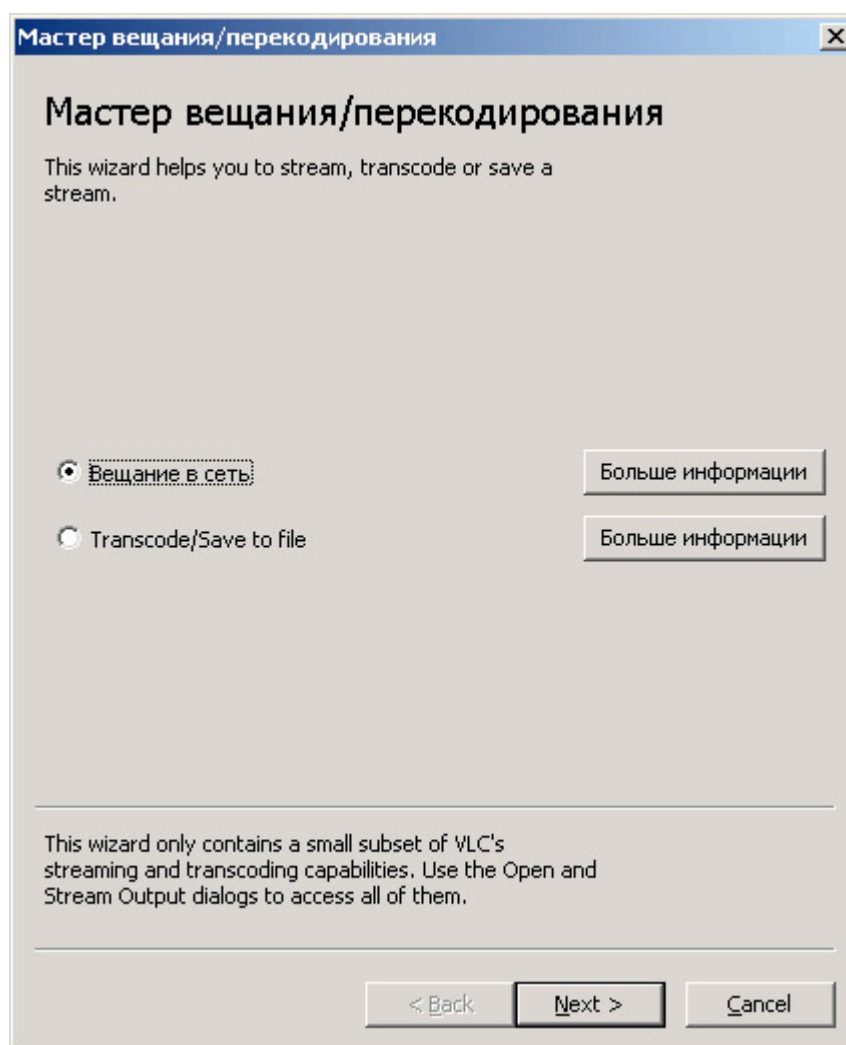 Мастер вещания/перекодирования
Мастер вещания/перекодирования
This wizard helps you to stream, transcode or save a
stream.
Вещание в сеть
Больше информации
Transcode/Save to file
Больше информации
This wizard only contains a small subset of VLC's
streaming and transcoding capabilities. Use the Open and
Stream Output dialogs to access all of them.
< Back
Next >
Cancel